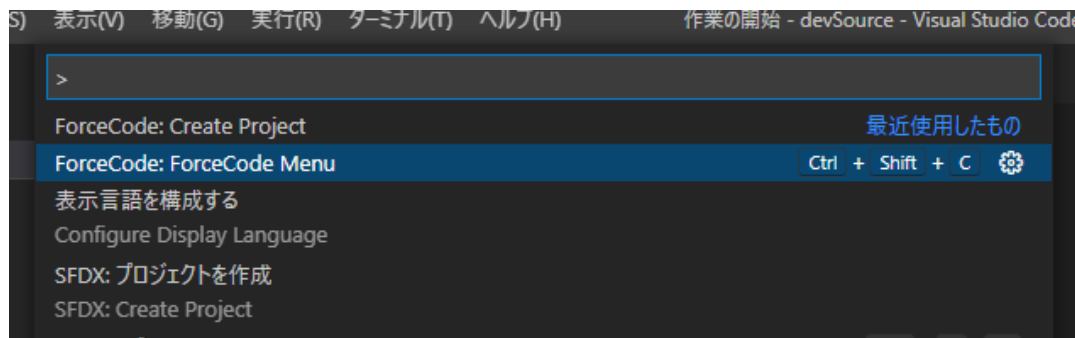 S) 表示(V) 移動(G) 実行(R) ターミナル(T) ヘルプ(H) 作業の開始 - devSource - Visual Studio Code
>
ForceCode: Create Project 最近使用したもの
ForceCode: ForceCode Menu Ctrl + Shift + C
表示言語を構成する
Configure Display Language
SFDX: プロジェクトを作成
SFDX: Create Project